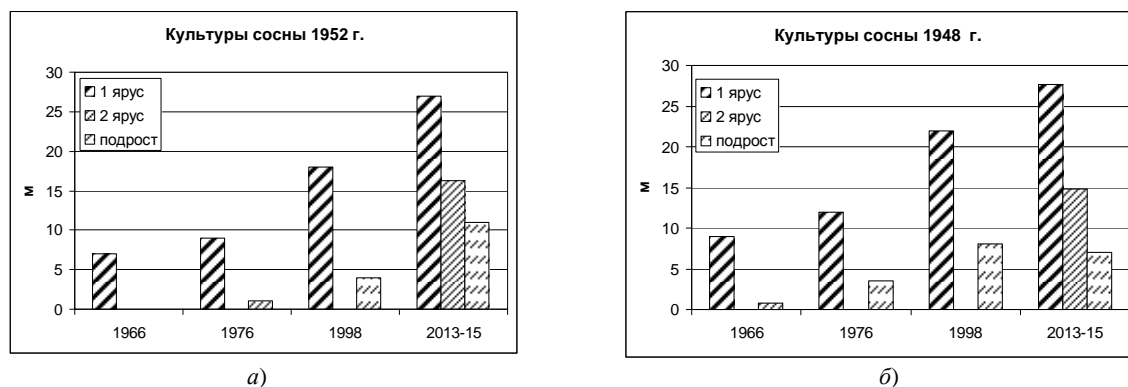 Культуры сосны 1952 г.
30
25
20
15
10
5
0
м
1 ярус
2 ярус
подрост
1966
1976
1998
2013-15
а)
Культуры сосны 1948 г.
30
25
20
15
10
5
0
м
1 ярус
2 ярус
подрост
1966
1976
1998
2013-15
б)